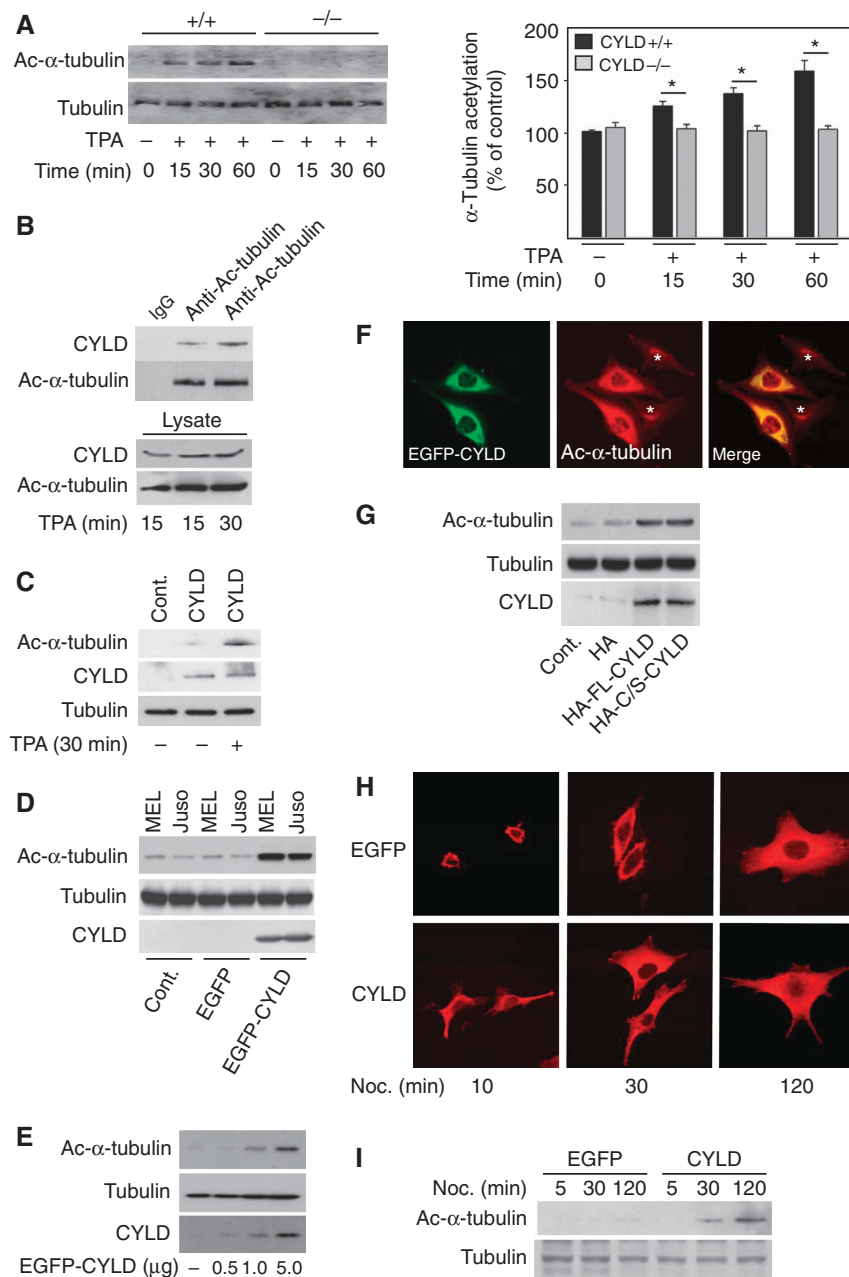 A
+/+ –/–
Ac-α-tubulin
Tubulin
TPA – + + + – + + +
Time (min) 0 15 30 60 0 15 30 60
α-Tubulin acetylation
(% of control)
200
150
100
50
CYLD+/+
CYLD–/–
* * *
TPA – + + +
Time (min) 0 15 30 60
B
IgG
Anti-Ac-tubulin
Anti-Ac-tubulin
CYLD
Ac-α-tubulin
Lysate
CYLD
Ac-α-tubulin
TPA (min) 15 15 30
C
Cont.
CYLD
CYLD
Ac-α-tubulin
CYLD
Tubulin
TPA (30 min) – – +
D
MEL Juso MEL Juso MEL Juso
Ac-α-tubulin
Tubulin
CYLD
Cont.
EGFP
EGFP-CYLD
E
Ac-α-tubulin
Tubulin
CYLD
EGFP-CYLD – 0.5 1.0 5.0 (μg)
F
* * * *
EGFP-CYLD Ac-α-tubulin Merge
G
Ac-α-tubulin
Tubulin
CYLD
Cont.
HA
HA-FL-CYLD
HA-C/S-CYLD
H
EGFP
CYLD
Noc. (min) 10 30 120
I
EGFP CYLD
Noc. (min) 5 30 120 5 30 120
Ac-α-tubulin
Tubulin